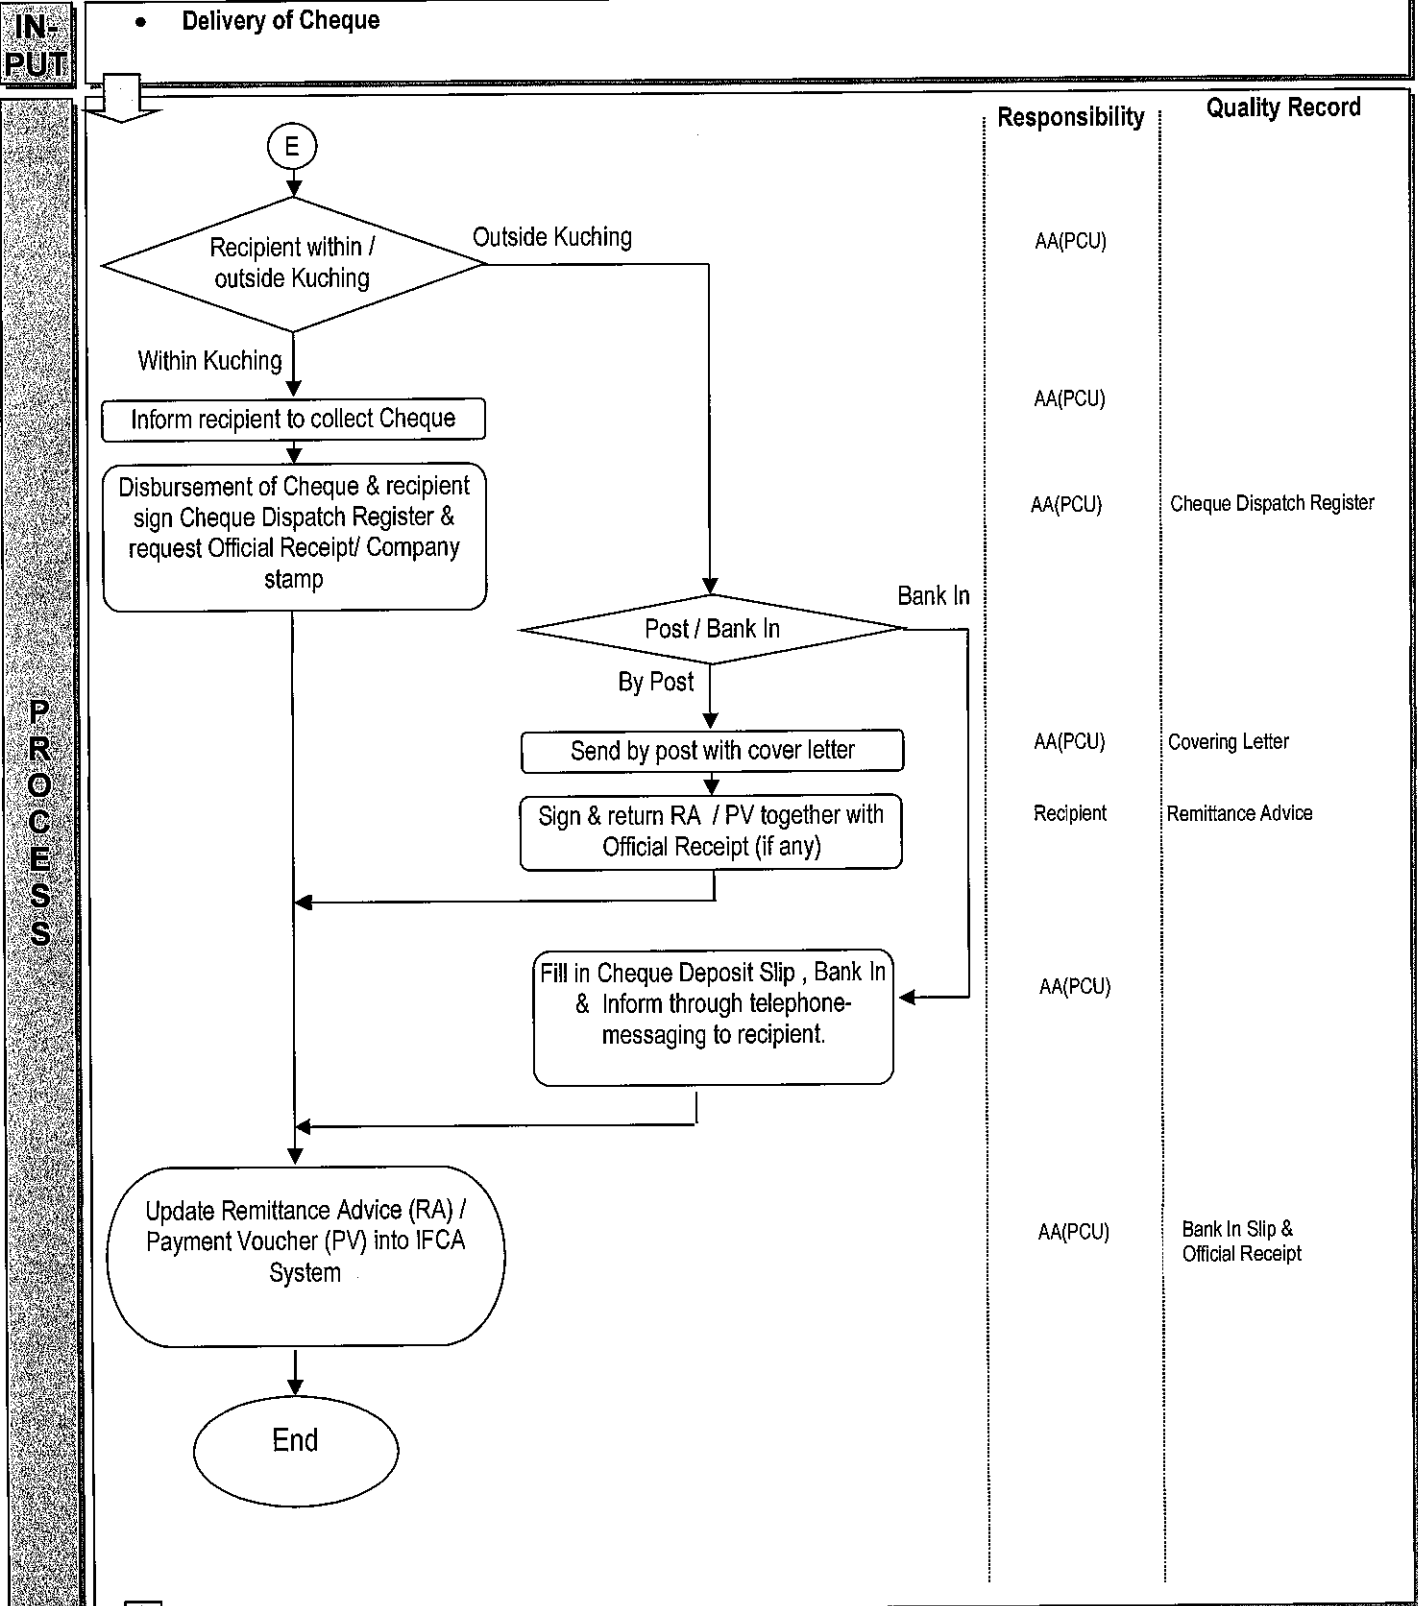 IN-
PUT
• Delivery of Cheque
Responsibility
Quality Record
E
Recipient within /
outside Kuching
Outside Kuching
AA(PCU)
Within Kuching
Inform recipient to collect Cheque
AA(PCU)
Disbursement of Cheque & recipient
sign Cheque Dispatch Register &
request Official Receipt/ Company
stamp
AA(PCU)
Cheque Dispatch Register
Bank In
Post / Bank In
By Post
Send by post with cover letter
AA(PCU)
Covering Letter
Sign & return RA / PV together with
Official Receipt (if any)
Recipient
Remittance Advice
P
R
O
C
E
S
S
Fill in Cheque Deposit Slip , Bank In
& Inform through telephone-
messaging to recipient.
AA(PCU)
Update Remittance Advice (RA) /
Payment Voucher (PV) into IFCA
System
AA(PCU)
Bank In Slip &
Official Receipt
End